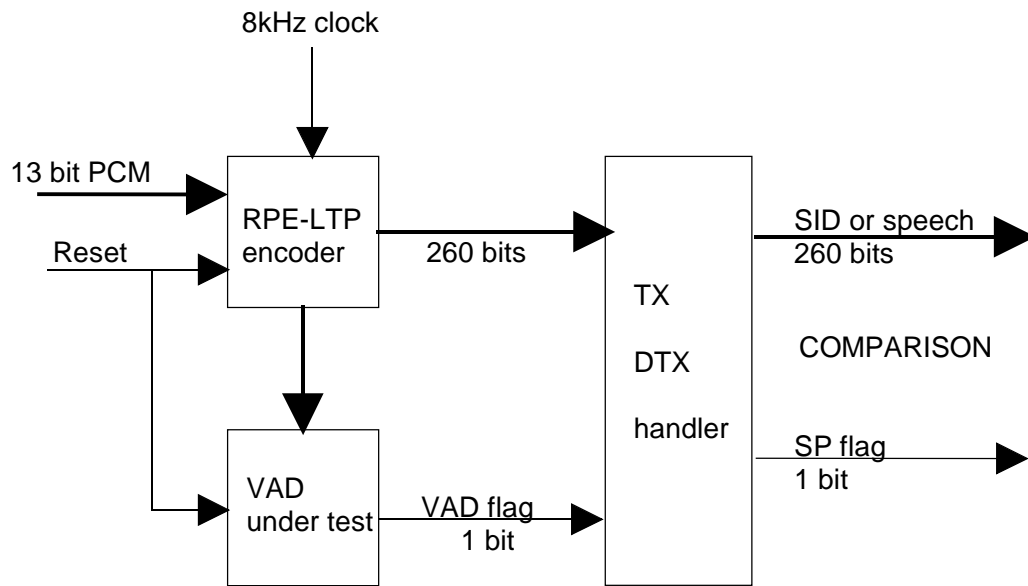 8kHz clock
13 bit PCM
RPE-LTP
encoder
Reset
260 bits
SID or speech
260 bits
TX
DTX
handler
COMPARISON
VAD
under test
VAD flag
1 bit
SP flag
1 bit